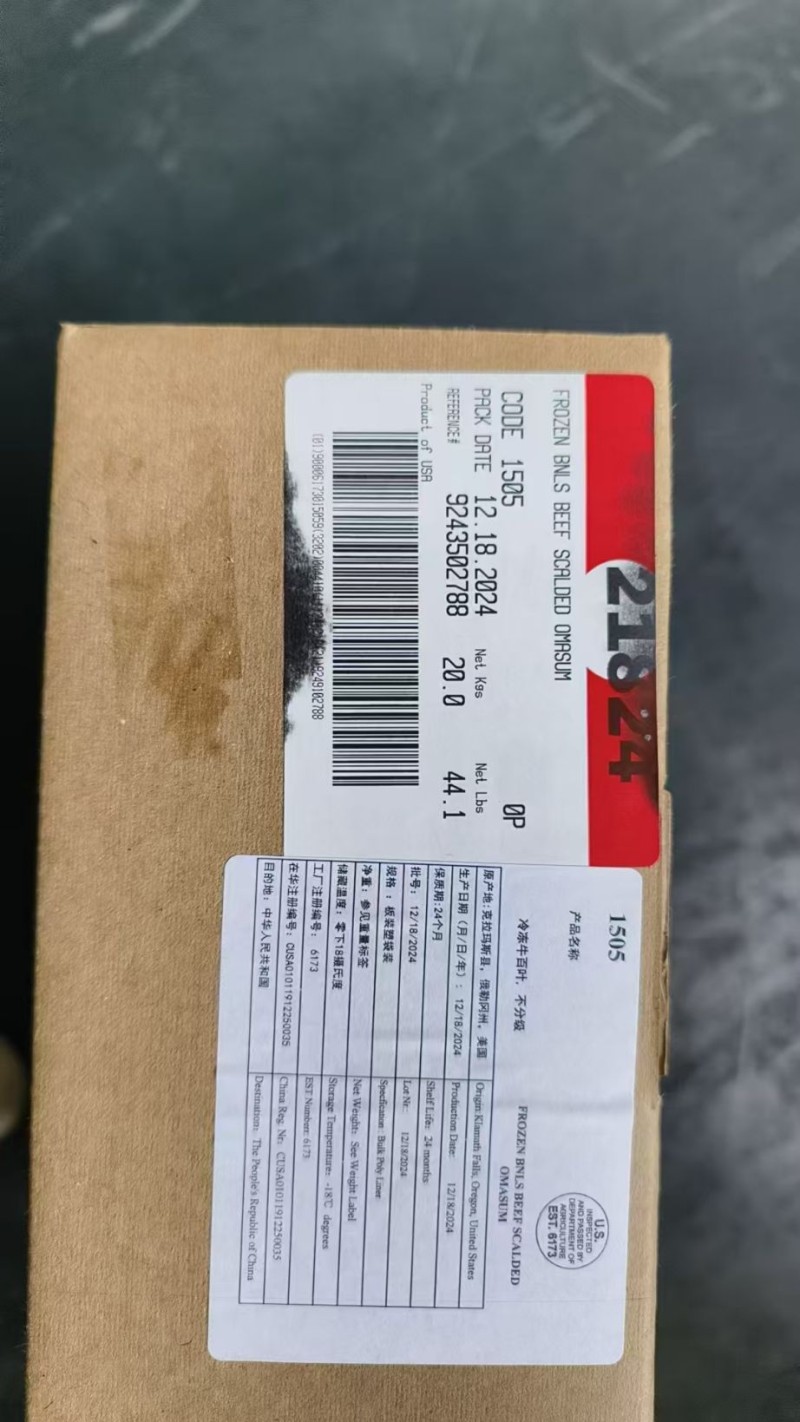 21824
FROZEN BNLS BEEF SCALDED OMASUM
CODE 1505 0P
PACK DATE 12.18.2024 Net Kgs Net Lbs
REFERENCE# 9243502788 20.0 44.1
Product of USA
1505
产品名称
冷冻牛百叶，不分级 FROZEN BNLS BEEF SCALDED OMASUM
U.S.
INSPECTED
AND PASSED BY
DEPARTMENT OF
AGRICULTURE
EST. 6173
原产地:克拉玛斯县，俄勒冈州，美国 Origin: Klamath Falls, Oregon, United States
生产日期（月/日/年）：12/18/2024 Production Date: 12/18/2024
保质期:24个月 Shelf Life: 24 months
批号：12/18/2024 Lot Nr: 12/18/2024
规格：板装塑袋装 Specification: Bulk Poly Liner
净重：参见重量标签 Net Weight: See Weight Label
储藏温度：零下18摄氏度 Storage Temperature: -18℃ degrees
工厂注册编号：6173 EST Number: 6173
在华注册编号：CUSA01011912250035 China Reg. Nr: CUSA01011912250035
目的地：中华人民共和国 Destination: The People's Republic of China